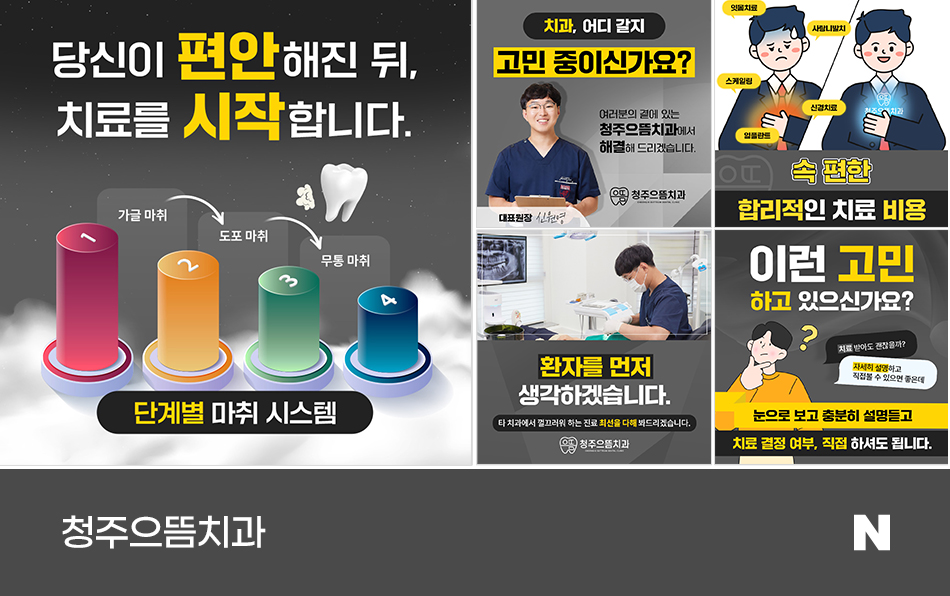 당신이 편안해진 뒤,
치료를 시작합니다.
가글 마취
도포 마취
무통 마취
1
2
3
4
단계별 마취 시스템
치과, 어디 갈지
고민 중이신가요?
여러분의 곁에 있는
청주으뜸치과에서
해결해 드리겠습니다.
청주으뜸치과
대표원장 신원영
잇몸치료
사랑니발치
스케일링
신경치료
임플란트
청주으뜸치과
속 편한
합리적인 치료 비용
환자를 먼저
생각하겠습니다.
타 치과에서 껄끄러워 하는 진료 최선을 다해 봐드리겠습니다.
청주으뜸치과
이런 고민
하고 있으신가요?
?
치료 받아도 괜찮을까?
자세히 설명하고
직접볼 수 있으면 좋은데
눈으로 보고 충분히 설명듣고
치료 결정 여부, 직접 하셔도 됩니다.
청주으뜸치과
N